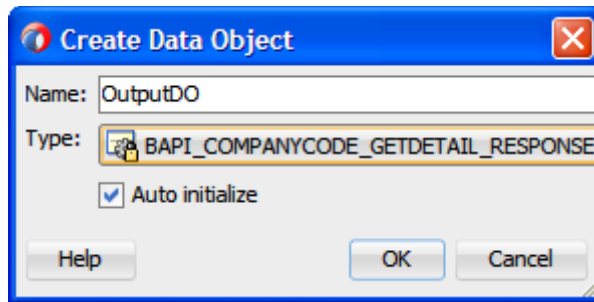 Create Data Object
Name: OutputDO
Type: BAPI_COMPANYCODE_GETDETAIL_RESPONSE
Auto initialize
Help OK Cancel